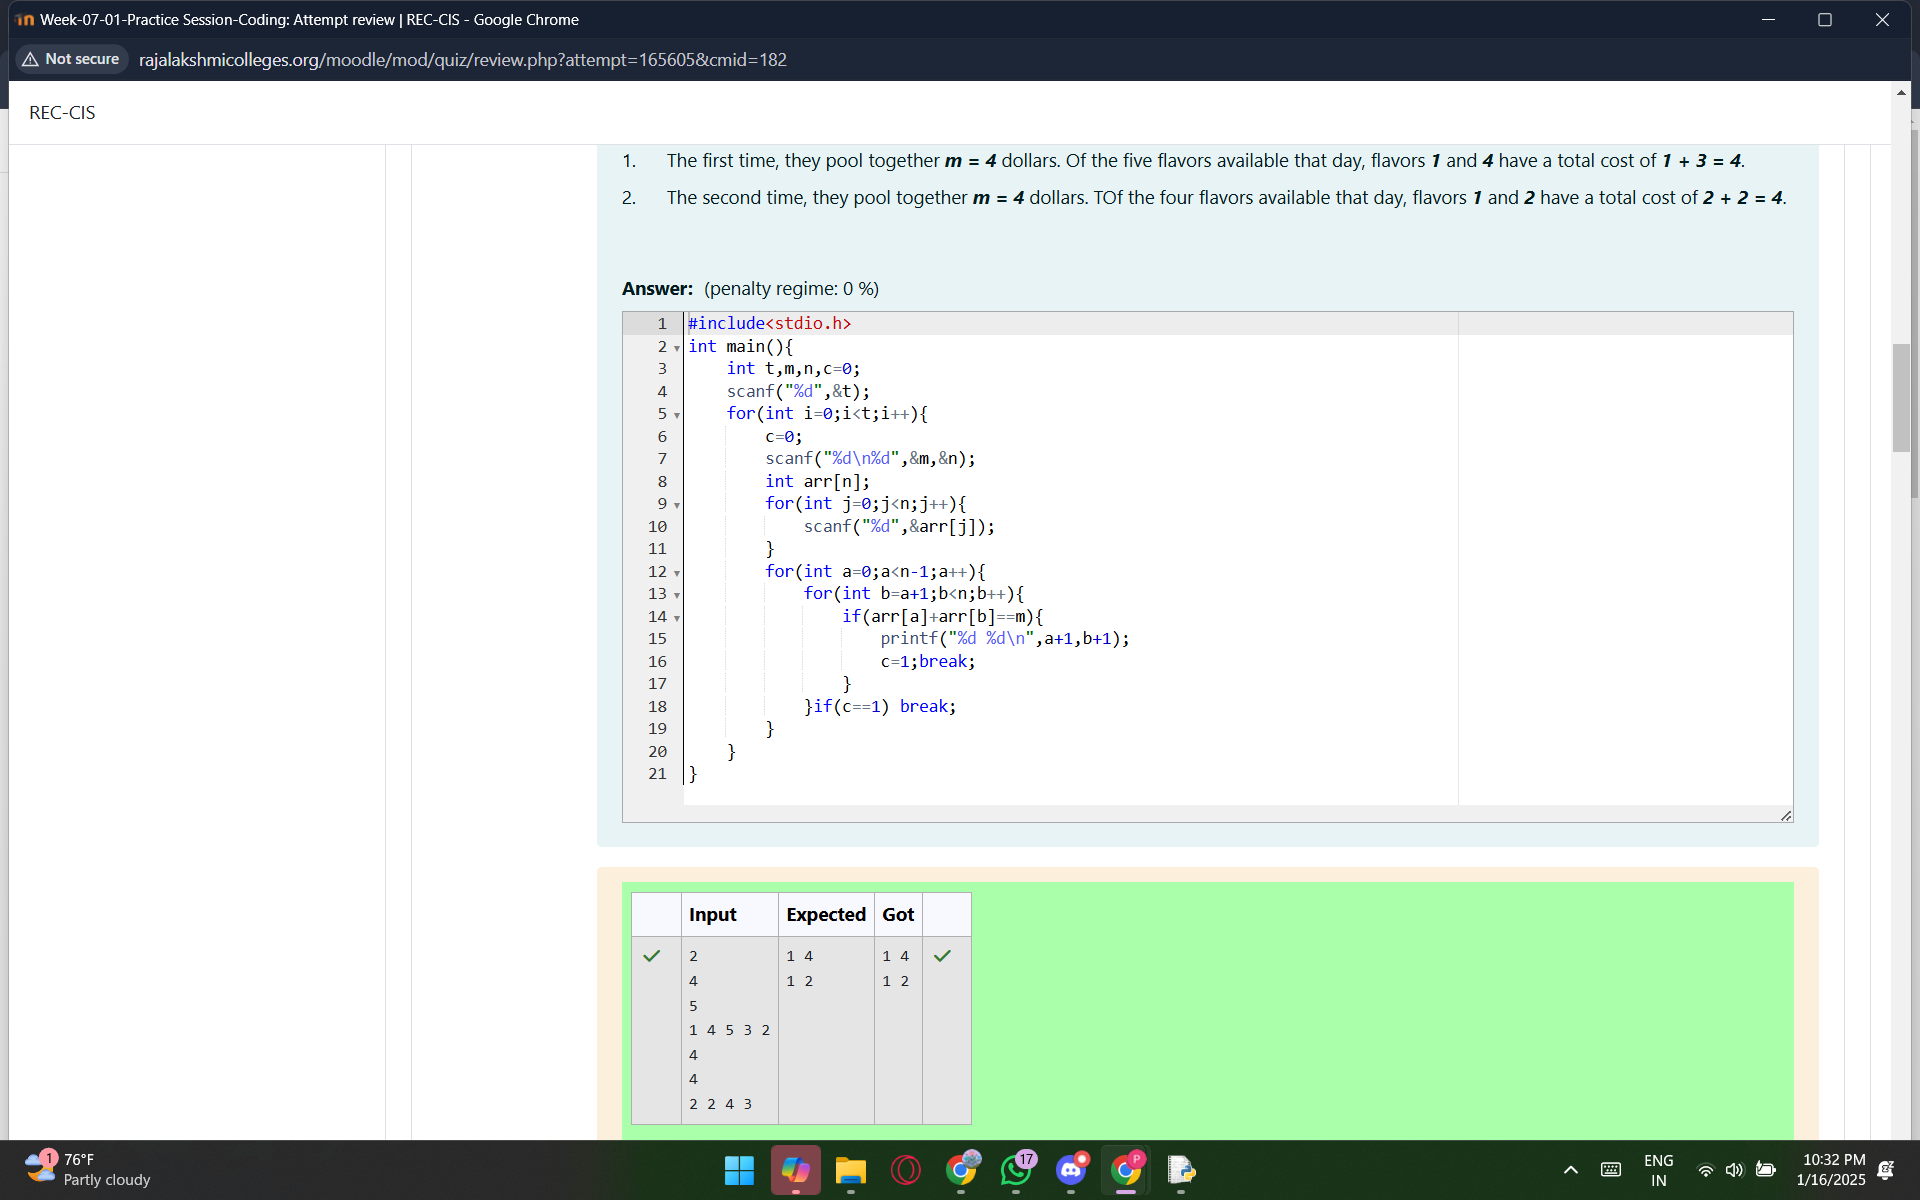 Week-07-01-Practice Session-Coding: Attempt review | REC-CIS - Google Chrome
Not secure rajalakshmicolleges.org/moodle/mod/quiz/review.php?attempt=165605&cmid=182
REC-CIS
1. The first time, they pool together m = 4 dollars. Of the five flavors available that day, flavors 1 and 4 have a total cost of 1 + 3 = 4.
2. The second time, they pool together m = 4 dollars. TOf the four flavors available that day, flavors 1 and 2 have a total cost of 2 + 2 = 4.
Answer: (penalty regime: 0 %)
1 #include<stdio.h>
2 int main(){
3 int t,m,n,c=0;
4 scanf("%d",&t);
5 for(int i=0;i<t;i++){
6 c=0;
7 scanf("%d\n%d",&m,&n);
8 int arr[n];
9 for(int j=0;j<n;j++){
10 scanf("%d",&arr[j]);
11 }
12 for(int a=0;a<n-1;a++){
13 for(int b=a+1;b<n;b++){
14 if(arr[a]+arr[b]==m){
15 printf("%d %d\n",a+1,b+1);
16 c=1;break;
17 }
18 }if(c==1) break;
19 }
20 }
21 }
Input Expected Got
2 1 4 1 4
4 1 2 1 2
5
1 4 5 3 2
4
4
2 2 4 3
1 76°F
Partly cloudy
17
P
ENG
IN
10:32 PM
1/16/2025